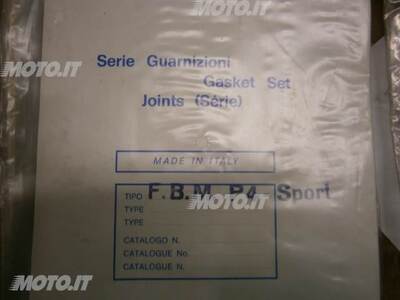 MOTO.IT
MOTO.IT
Serie Guarnizioni
Gasket Set
Joints (Série)
MADE IN ITALY
TIPO F.B.M. P4 Sport
TYPE
TYPE
CATALOGO N.
CATALOGUE No.
CATALOGUE N.
MOTO.IT
MOTO.IT